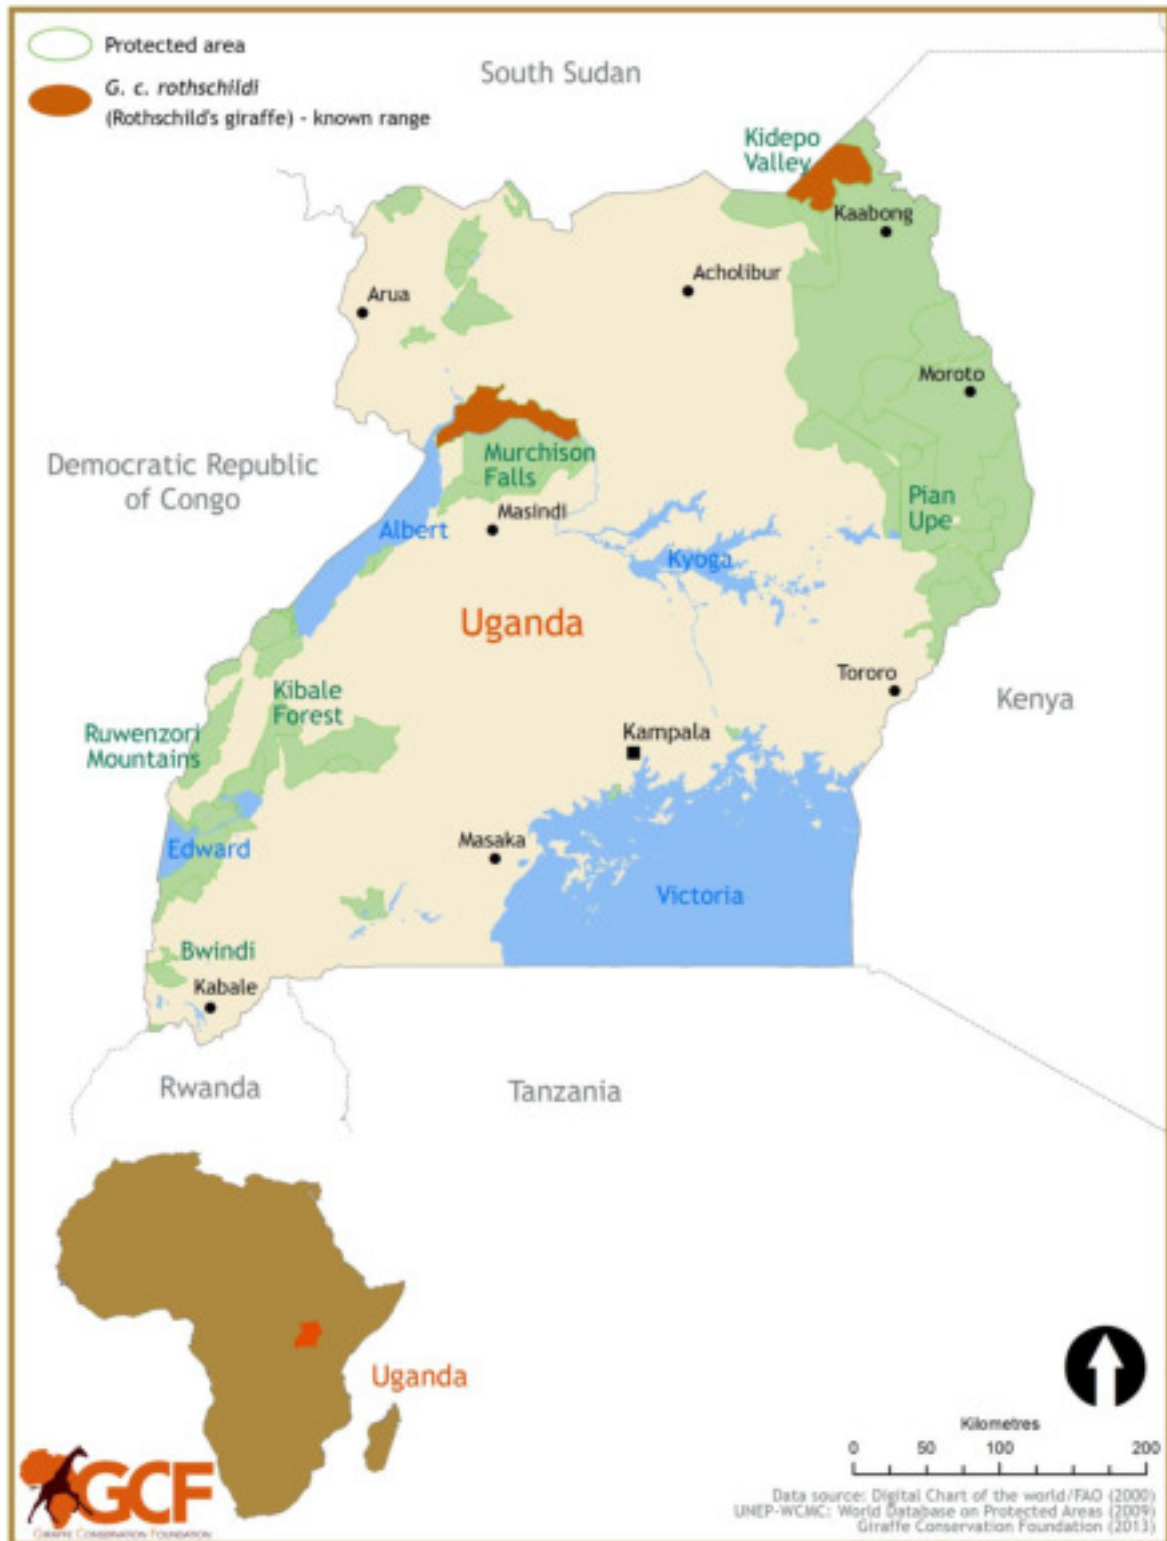 Protected area
G. c. rothschildi
(Rothschild's giraffe) - known range
South Sudan
Kidepo
Valley
Kaabong
Acholibur
Arua
Moroto
Murchison
Falls
Democratic Republic
of Congo
Pian
Upe
Masindi
Albert
Kyoga
Uganda
Tororo
Kibale
Forest
Kenya
Ruwenzori
Mountains
Kampala
Masaka
Edward
Victoria
Bwindi
Kabale
Rwanda
Tanzania
Uganda
Kilometres
0 50 100 200
GCF
GIRAFFE CONSERVATION FOUNDATION
Data source: Digital Chart of the world/FAO (2000)
UNEP-WCMC: World Database on Protected Areas (2009)
Giraffe Conservation Foundation (2013)